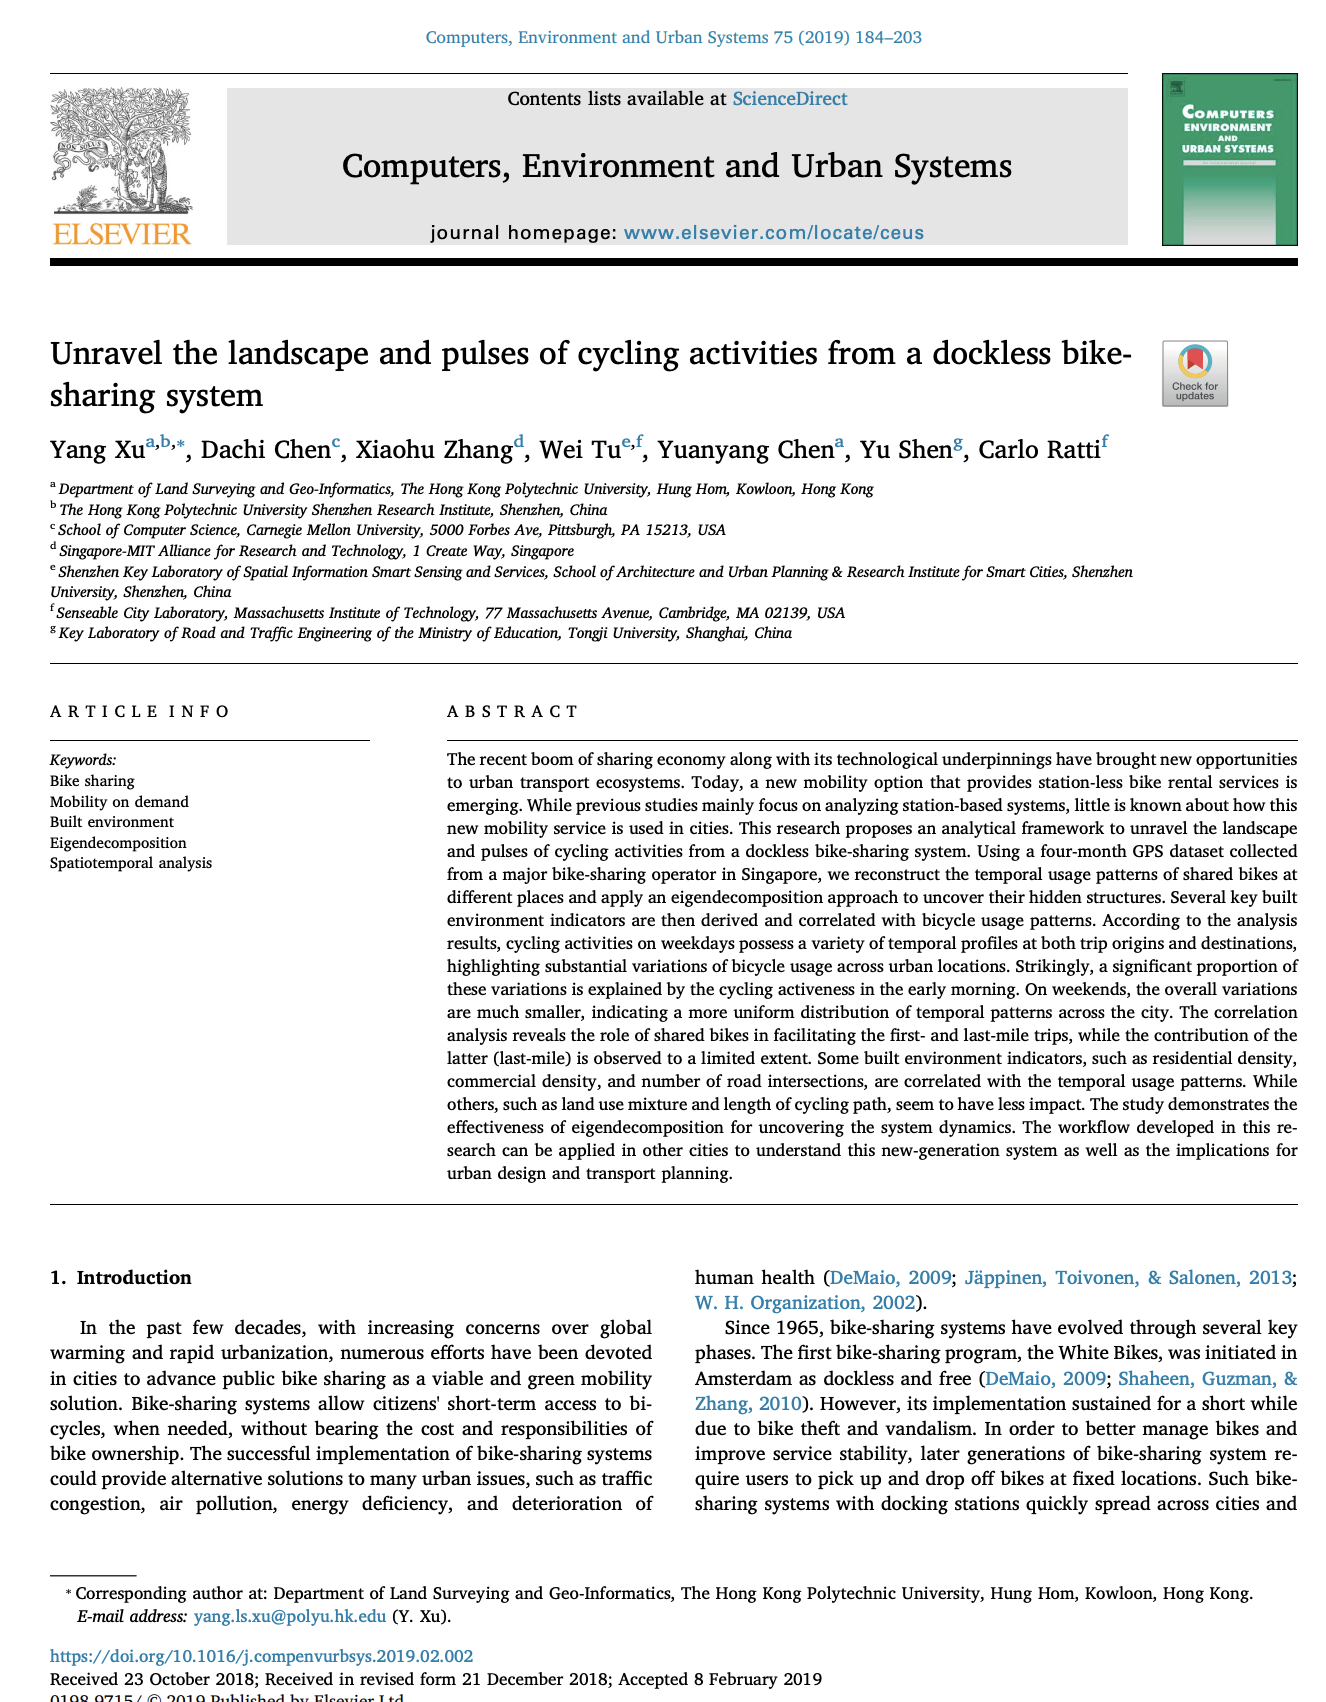 Computers, Environment and Urban Systems 75 (2019) 184–203
Contents lists available at ScienceDirect
Computers, Environment and Urban Systems
journal homepage: www.elsevier.com/locate/ceus
NON SOLUS
ELSEVIER
COMPUTERS
ENVIRONMENT
AND
URBAN SYSTEMS
Unravel the landscape and pulses of cycling activities from a dockless bike-
sharing system
Check for
updates
Yang Xu^a,b,*, Dachi Chen^c, Xiaohu Zhang^d, Wei Tu^e,f, Yuanyang Chen^a, Yu Shen^g, Carlo Ratti^f
^a Department of Land Surveying and Geo-Informatics, The Hong Kong Polytechnic University, Hung Hom, Kowloon, Hong Kong
^b The Hong Kong Polytechnic University Shenzhen Research Institute, Shenzhen, China
^c School of Computer Science, Carnegie Mellon University, 5000 Forbes Ave, Pittsburgh, PA 15213, USA
^d Singapore-MIT Alliance for Research and Technology, 1 Create Way, Singapore
^e Shenzhen Key Laboratory of Spatial Information Smart Sensing and Services, School of Architecture and Urban Planning & Research Institute for Smart Cities, Shenzhen
University, Shenzhen, China
^f Senseable City Laboratory, Massachusetts Institute of Technology, 77 Massachusetts Avenue, Cambridge, MA 02139, USA
^g Key Laboratory of Road and Traffic Engineering of the Ministry of Education, Tongji University, Shanghai, China
ARTICLE INFO
Keywords:
Bike sharing
Mobility on demand
Built environment
Eigendecomposition
Spatiotemporal analysis
ABSTRACT
The recent boom of sharing economy along with its technological underpinnings have brought new opportunities
to urban transport ecosystems. Today, a new mobility option that provides station-less bike rental services is
emerging. While previous studies mainly focus on analyzing station-based systems, little is known about how this
new mobility service is used in cities. This research proposes an analytical framework to unravel the landscape
and pulses of cycling activities from a dockless bike-sharing system. Using a four-month GPS dataset collected
from a major bike-sharing operator in Singapore, we reconstruct the temporal usage patterns of shared bikes at
different places and apply an eigendecomposition approach to uncover their hidden structures. Several key built
environment indicators are then derived and correlated with bicycle usage patterns. According to the analysis
results, cycling activities on weekdays possess a variety of temporal profiles at both trip origins and destinations,
highlighting substantial variations of bicycle usage across urban locations. Strikingly, a significant proportion of
these variations is explained by the cycling activeness in the early morning. On weekends, the overall variations
are much smaller, indicating a more uniform distribution of temporal patterns across the city. The correlation
analysis reveals the role of shared bikes in facilitating the first- and last-mile trips, while the contribution of the
latter (last-mile) is observed to a limited extent. Some built environment indicators, such as residential density,
commercial density, and number of road intersections, are correlated with the temporal usage patterns. While
others, such as land use mixture and length of cycling path, seem to have less impact. The study demonstrates the
effectiveness of eigendecomposition for uncovering the system dynamics. The workflow developed in this re-
search can be applied in other cities to understand this new-generation system as well as the implications for
urban design and transport planning.
1. Introduction
In the past few decades, with increasing concerns over global
warming and rapid urbanization, numerous efforts have been devoted
in cities to advance public bike sharing as a viable and green mobility
solution. Bike-sharing systems allow citizens' short-term access to bi-
cycles, when needed, without bearing the cost and responsibilities of
bike ownership. The successful implementation of bike-sharing systems
could provide alternative solutions to many urban issues, such as traffic
congestion, air pollution, energy deficiency, and deterioration of
human health (DeMaio, 2009; Jäppinen, Toivonen, & Salonen, 2013;
W. H. Organization, 2002).
Since 1965, bike-sharing systems have evolved through several key
phases. The first bike-sharing program, the White Bikes, was initiated in
Amsterdam as dockless and free (DeMaio, 2009; Shaheen, Guzman, &
Zhang, 2010). However, its implementation sustained for a short while
due to bike theft and vandalism. In order to better manage bikes and
improve service stability, later generations of bike-sharing system re-
quire users to pick up and drop off bikes at fixed locations. Such bike-
sharing systems with docking stations quickly spread across cities and
* Corresponding author at: Department of Land Surveying and Geo-Informatics, The Hong Kong Polytechnic University, Hung Hom, Kowloon, Hong Kong.
E-mail address: yang.ls.xu@polyu.hk.edu (Y. Xu).
https://doi.org/10.1016/j.compenvurbsys.2019.02.002
Received 23 October 2018; Received in revised form 21 December 2018; Accepted 8 February 2019
0198-9715/ © 2019 Published by Elsevier Ltd.